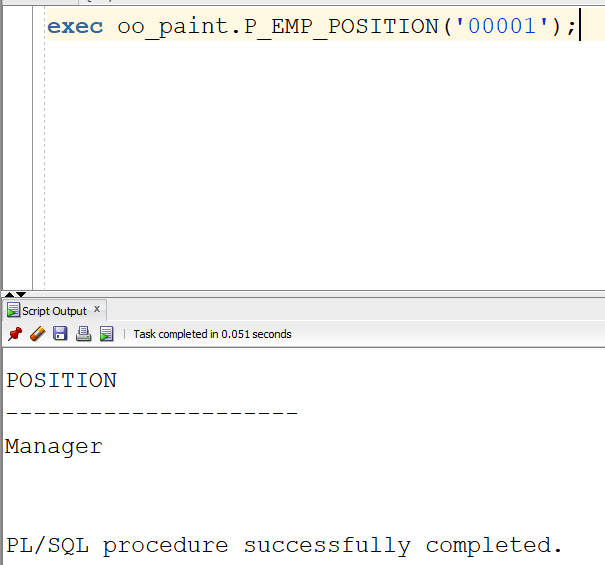 exec oo_paint.P_EMP_POSITION('00001');
Script Output x
Task completed in 0.051 seconds
POSITION
---------------------
Manager
PL/SQL procedure successfully completed.